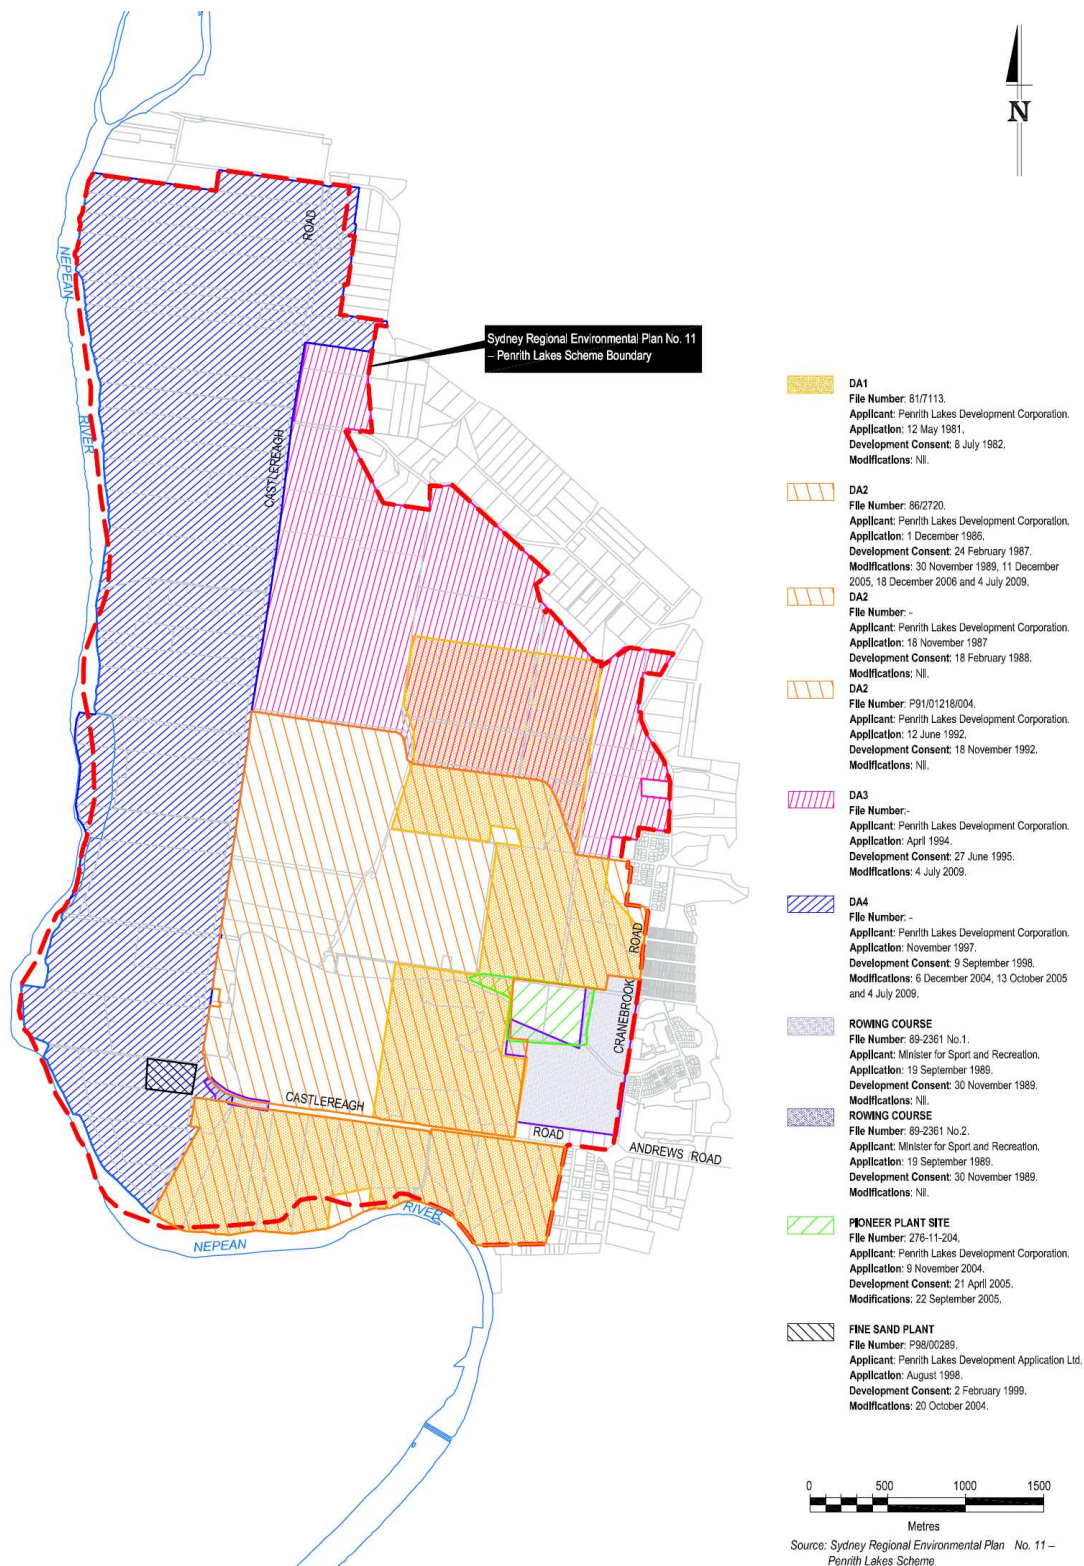 N
ROAD
NEPEAN
RIVER
Sydney Regional Environmental Plan No. 11
– Penrith Lakes Scheme Boundary
CASTLEREAGH
ROAD
CRANEBROOK
CASTLEREAGH
ROAD
ANDREWS ROAD
RIVER
NEPEAN
DA1
File Number: 81/7113.
Applicant: Penrith Lakes Development Corporation.
Application: 12 May 1981.
Development Consent: 8 July 1982.
Modifications: Nil.
DA2
File Number: 86/2720.
Applicant: Penrith Lakes Development Corporation.
Application: 1 December 1986.
Development Consent: 24 February 1987.
Modifications: 30 November 1989, 11 December
2005, 18 December 2006 and 4 July 2009.
DA2
File Number: -
Applicant: Penrith Lakes Development Corporation.
Application: 18 November 1987
Development Consent: 18 February 1988.
Modifications: Nil.
DA2
File Number: P91/01218/004.
Applicant: Penrith Lakes Development Corporation.
Application: 12 June 1992.
Development Consent: 18 November 1992.
Modifications: Nil.
DA3
File Number:-
Applicant: Penrith Lakes Development Corporation.
Application: April 1994.
Development Consent: 27 June 1995.
Modifications: 4 July 2009.
DA4
File Number: -
Applicant: Penrith Lakes Development Corporation.
Application: November 1997.
Development Consent: 9 September 1998.
Modifications: 6 December 2004, 13 October 2005
and 4 July 2009.
ROWING COURSE
File Number: 89-2361 No.1.
Applicant: Minister for Sport and Recreation.
Application: 19 September 1989.
Development Consent: 30 November 1989.
Modifications: Nil.
ROWING COURSE
File Number: 89-2361 No.2.
Applicant: Minister for Sport and Recreation.
Application: 19 September 1989.
Development Consent: 30 November 1989.
Modifications: Nil.
PIONEER PLANT SITE
File Number: 276-11-204.
Applicant: Penrith Lakes Development Corporation.
Application: 9 November 2004.
Development Consent: 21 April 2005.
Modifications: 22 September 2005.
FINE SAND PLANT
File Number: P98/00289.
Applicant: Penrith Lakes Development Application Ltd.
Application: August 1998.
Development Consent: 2 February 1999.
Modifications: 20 October 2004.
0 500 1000 1500
Metres
Source: Sydney Regional Environmental Plan No. 11 –
Penrith Lakes Scheme